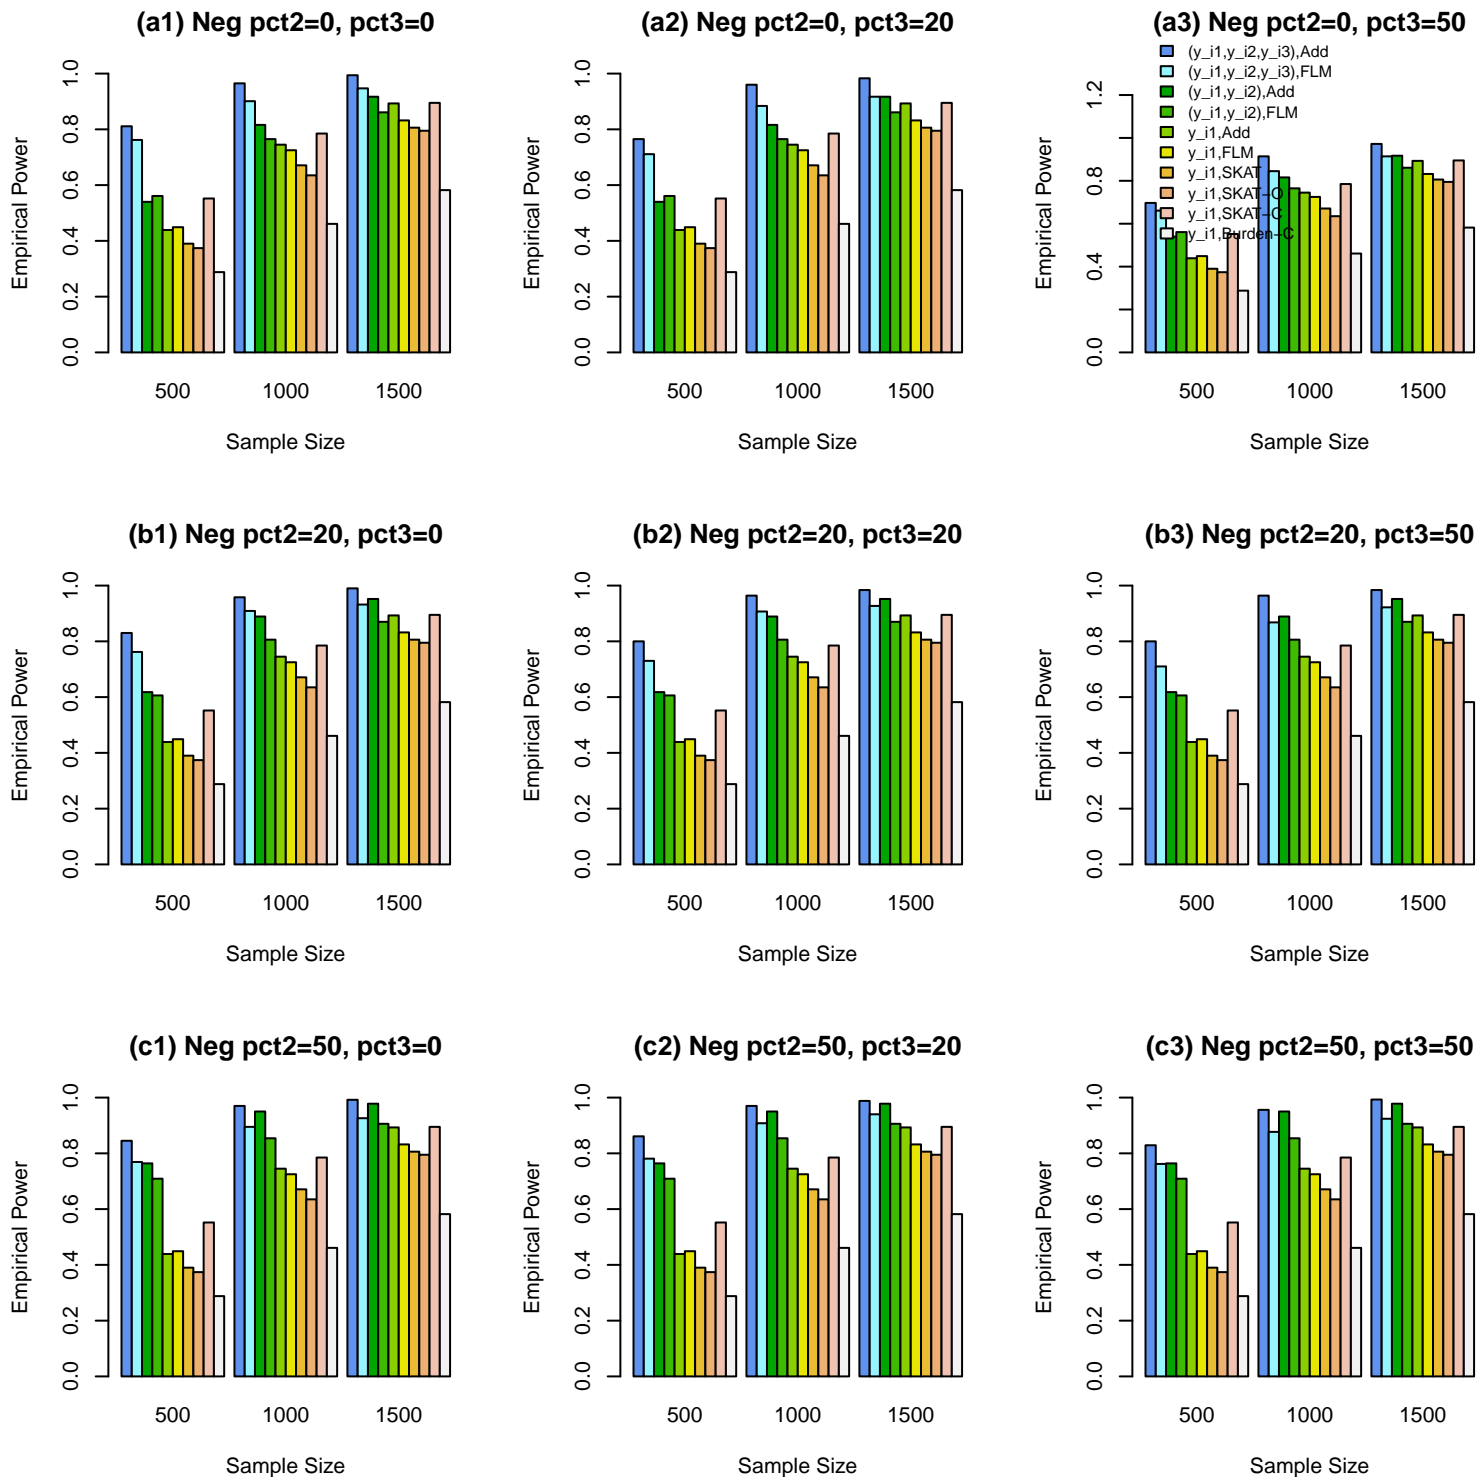 (a1) Neg pct2=0, pct3=0
Empirical Power
0.0 0.2 0.4 0.6 0.8 1.0
500 1000 1500
Sample Size
(a2) Neg pct2=0, pct3=20
Empirical Power
0.0 0.2 0.4 0.6 0.8 1.0
500 1000 1500
Sample Size
(a3) Neg pct2=0, pct3=50
(y_i1,y_i2,y_i3),Add
(y_i1,y_i2,y_i3),FLM
(y_i1,y_i2),Add
(y_i1,y_i2),FLM
y_i1,Add
y_i1,FLM
y_i1,SKAT
y_i1,SKAT-O
y_i1,SKAT-C
y_i1,Burden-C
Empirical Power
0.0 0.4 0.8 1.2
500 1000 1500
Sample Size
(b1) Neg pct2=20, pct3=0
Empirical Power
0.0 0.2 0.4 0.6 0.8 1.0
500 1000 1500
Sample Size
(b2) Neg pct2=20, pct3=20
Empirical Power
0.0 0.2 0.4 0.6 0.8 1.0
500 1000 1500
Sample Size
(b3) Neg pct2=20, pct3=50
Empirical Power
0.0 0.2 0.4 0.6 0.8 1.0
500 1000 1500
Sample Size
(c1) Neg pct2=50, pct3=0
Empirical Power
0.0 0.2 0.4 0.6 0.8 1.0
500 1000 1500
Sample Size
(c2) Neg pct2=50, pct3=20
Empirical Power
0.0 0.2 0.4 0.6 0.8 1.0
500 1000 1500
Sample Size
(c3) Neg pct2=50, pct3=50
Empirical Power
0.0 0.2 0.4 0.6 0.8 1.0
500 1000 1500
Sample Size